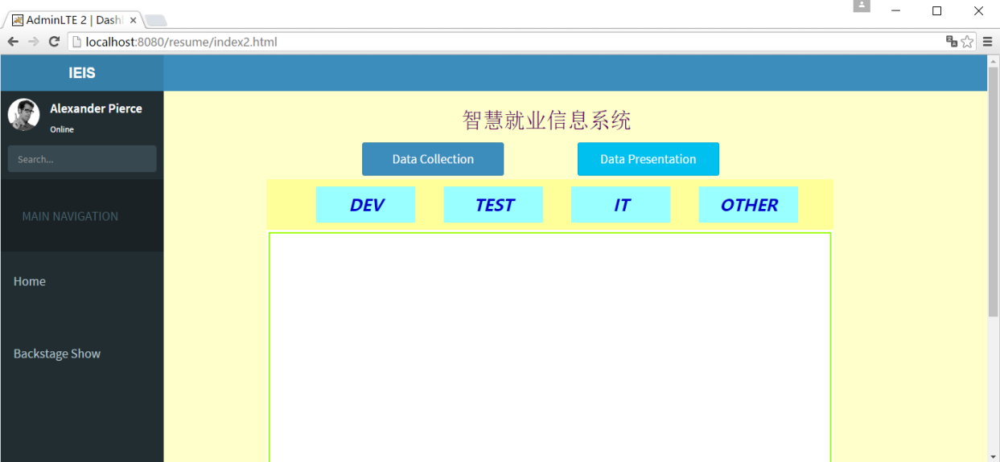 AdminLTE 2 | Dash
localhost:8080/resume/index2.html
IEIS
Alexander Pierce
Online
Search...
MAIN NAVIGATION
Home
Backstage Show
智慧就业信息系统
Data Collection Data Presentation
DEV TEST IT OTHER